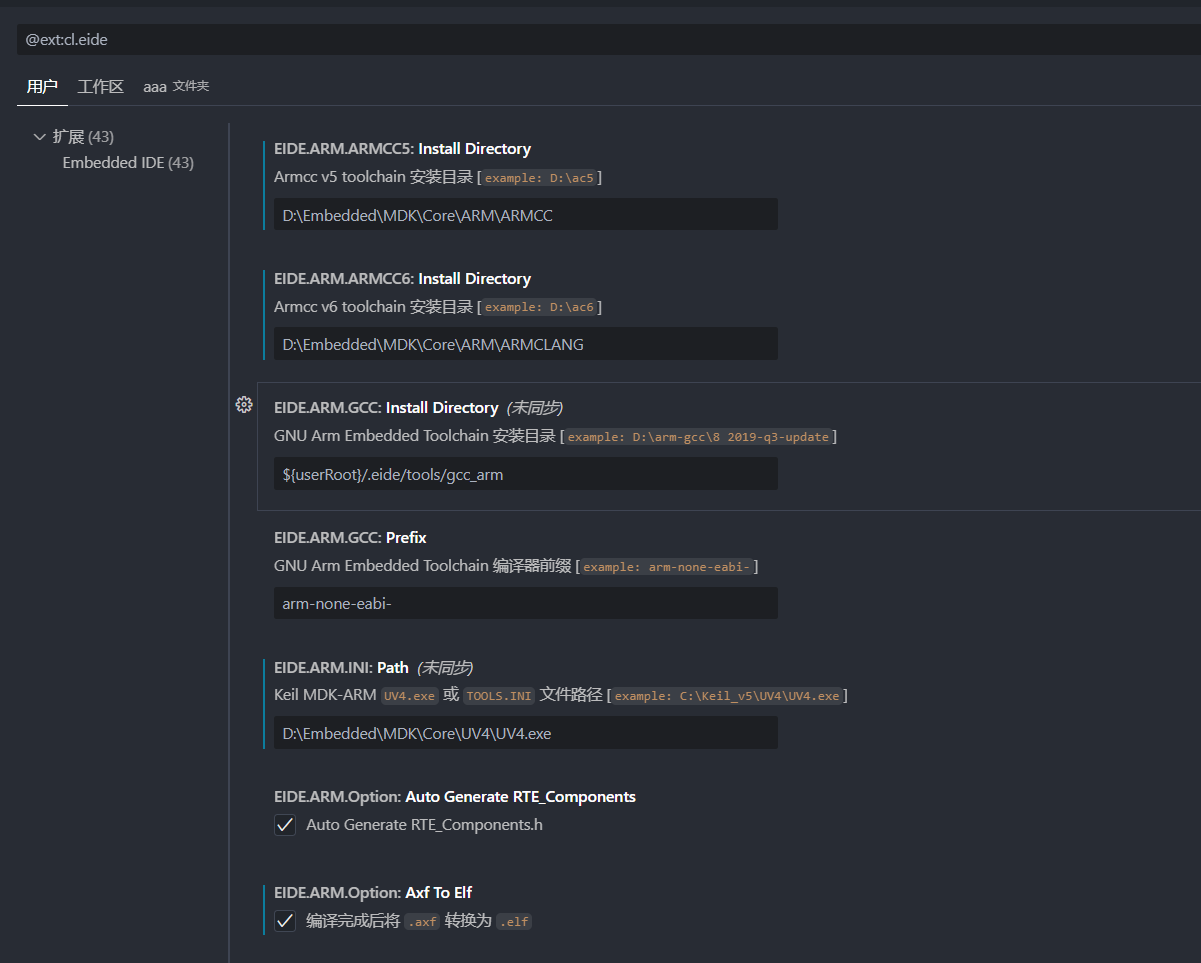 @ext:cl.eide
用户 工作区 aaa 文件夹
扩展 (43)
Embedded IDE (43)
EIDE.ARM.ARMCC5: Install Directory
Armcc v5 toolchain 安装目录 [example: D:\ac5]
D:\Embedded\MDK\Core\ARM\ARMCC
EIDE.ARM.ARMCC6: Install Directory
Armcc v6 toolchain 安装目录 [example: D:\ac6]
D:\Embedded\MDK\Core\ARM\ARMCLANG
EIDE.ARM.GCC: Install Directory (未同步)
GNU Arm Embedded Toolchain 安装目录 [example: D:\arm-gcc\8 2019-q3-update]
${userRoot}/.eide/tools/gcc_arm
EIDE.ARM.GCC: Prefix
GNU Arm Embedded Toolchain 编译器前缀 [example: arm-none-eabi-]
arm-none-eabi-
EIDE.ARM.INI: Path (未同步)
Keil MDK-ARM UV4.exe 或 TOOLS.INI 文件路径 [example: C:\Keil_v5\UV4\UV4.exe]
D:\Embedded\MDK\Core\UV4\UV4.exe
EIDE.ARM.Option: Auto Generate RTE_Components
Auto Generate RTE_Components.h
EIDE.ARM.Option: Axf To Elf
编译完成后将 .axf 转换为 .elf